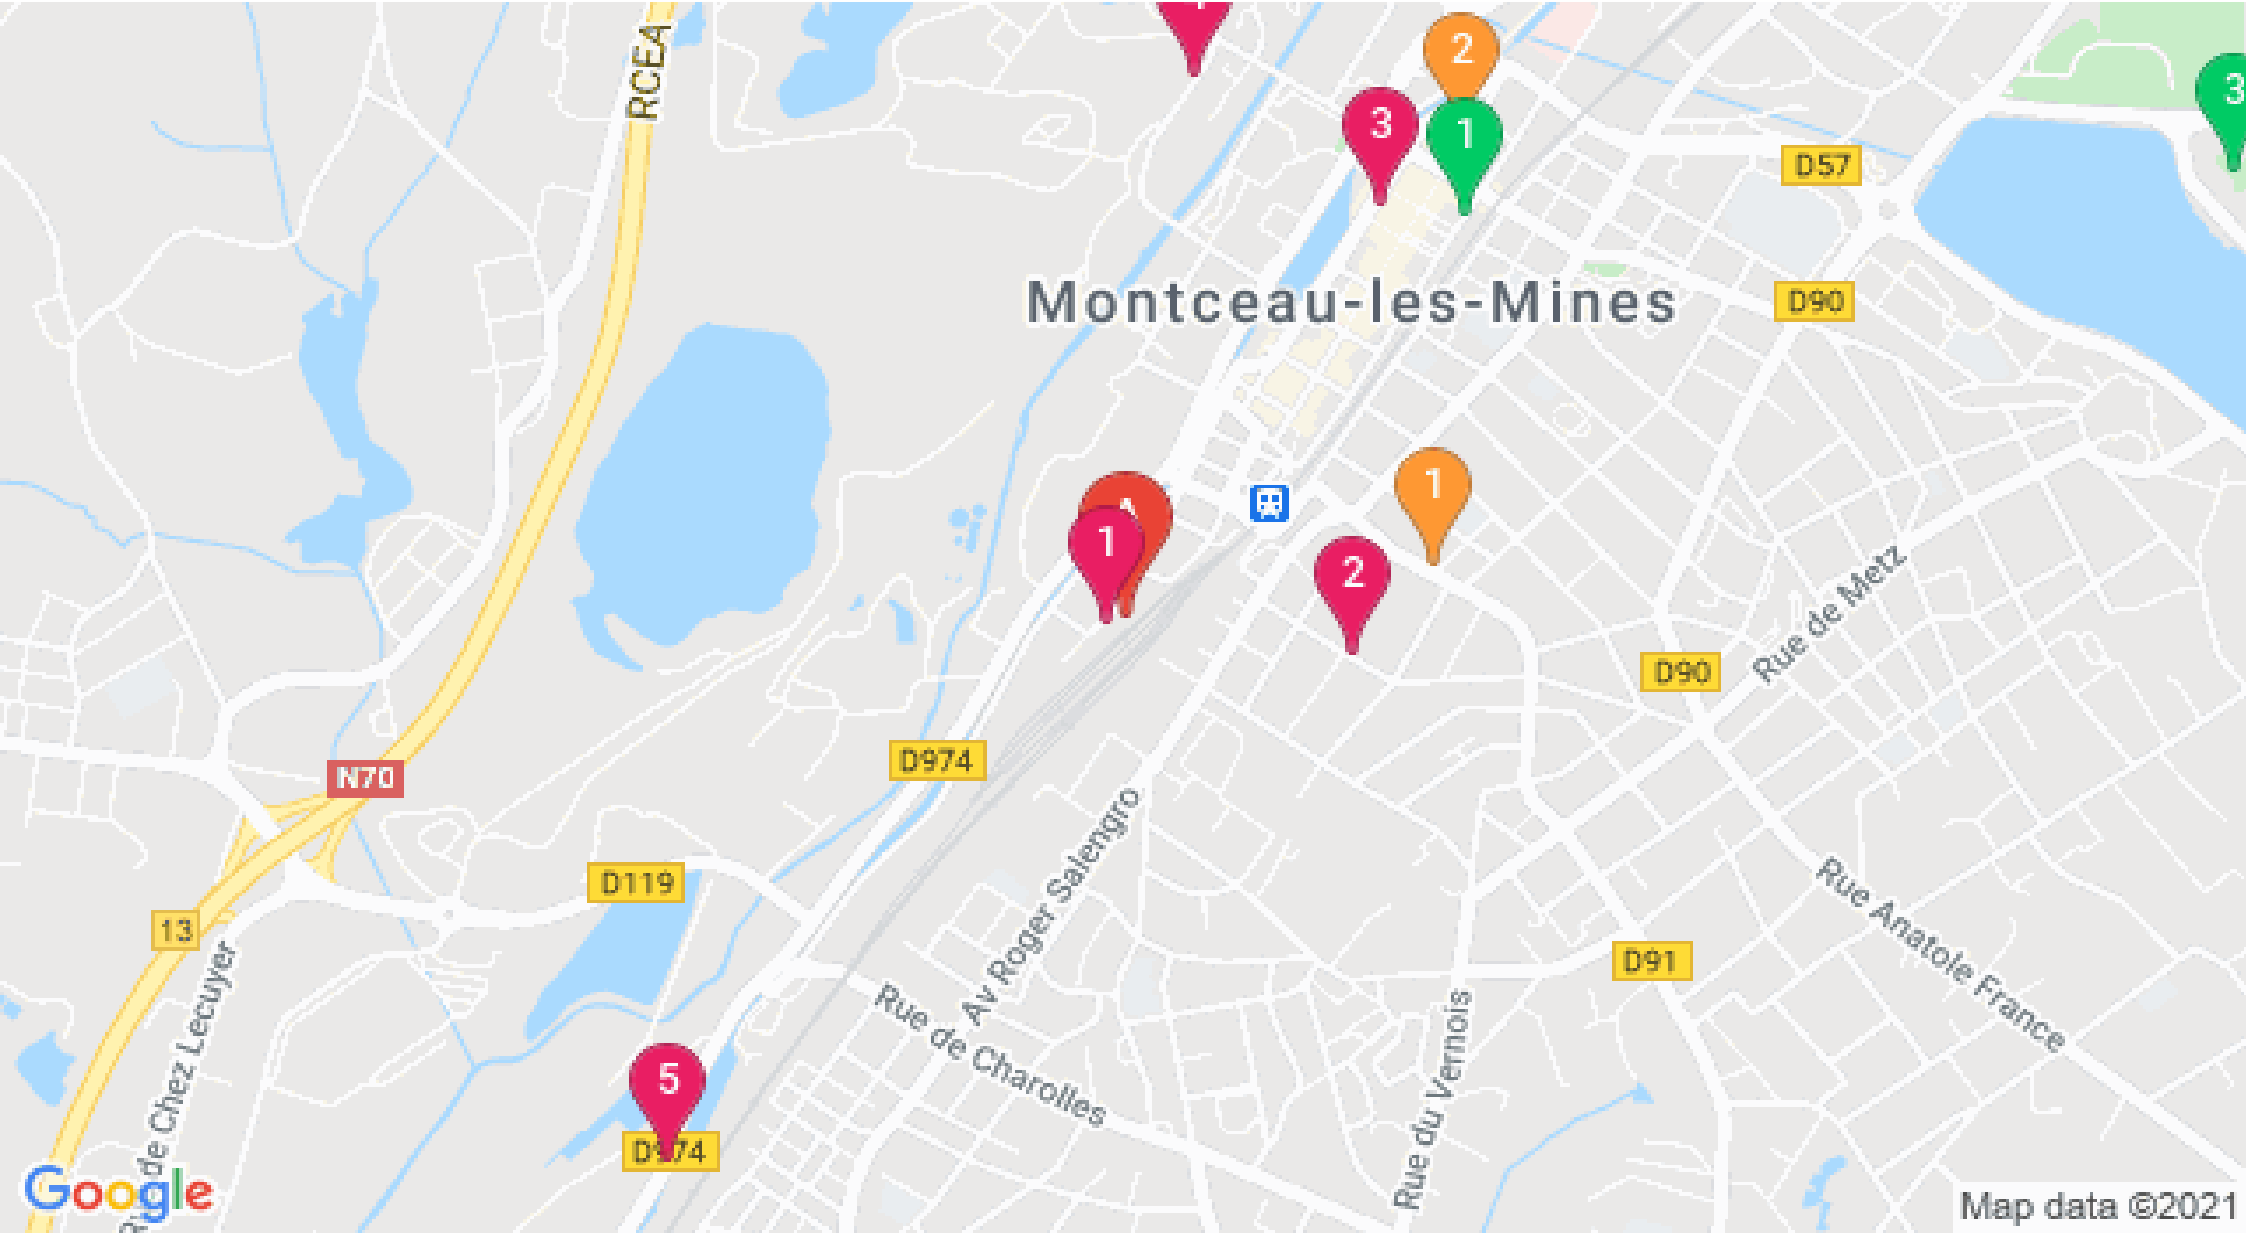 RCEA
2
3
1
3
D57
Montceau-les-Mines
D90
1
1
2
Rue de Metz
D90
D974
N70
Av Roger Salengro
D119
Rue Anatole France
13
D91
de Chez Lecuyer
Rue de Charolles
Rue du Vernois
5
D974
Google
Map data ©2021